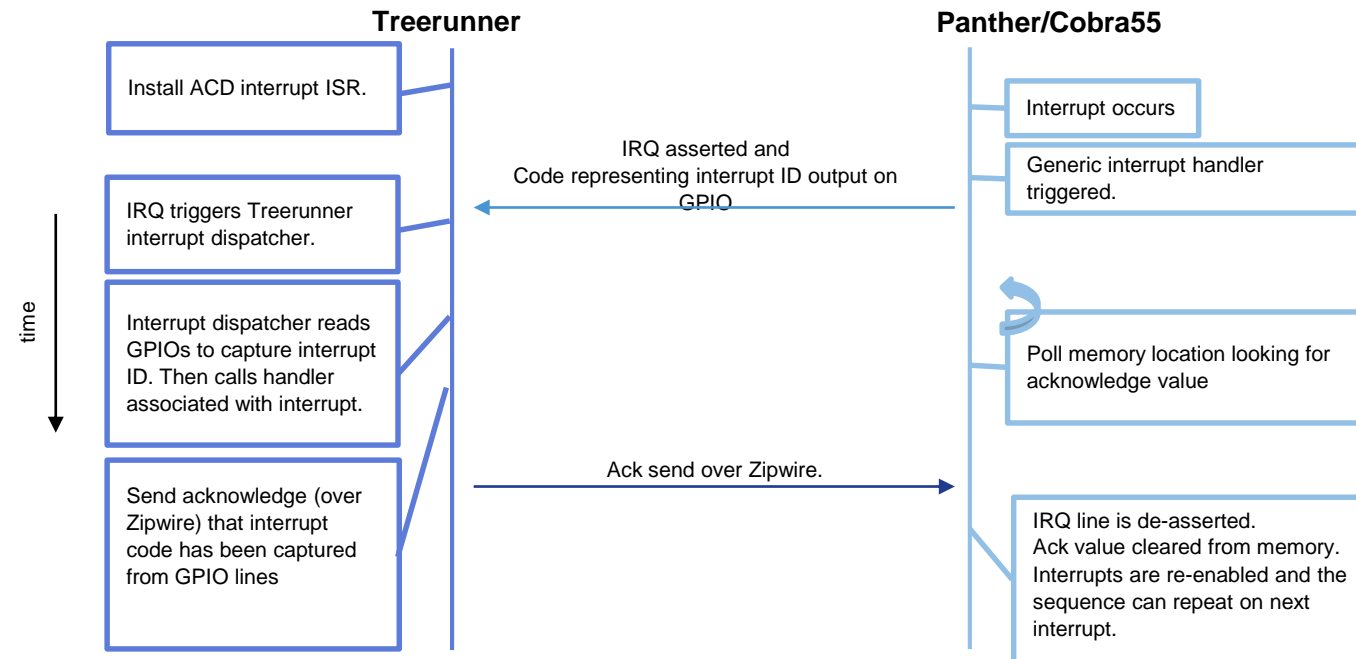 Treerunner
Panther/Cobra55
Install ACD interrupt ISR.
Interrupt occurs
IRQ asserted and
Code representing interrupt ID output on
GPIO
Generic interrupt handler
triggered.
IRQ triggers Treerunner
interrupt dispatcher.
time
Interrupt dispatcher reads
GPIOs to capture interrupt
ID. Then calls handler
associated with interrupt.
Poll memory location looking for
acknowledge value
Ack send over Zipwire.
Send acknowledge (over
Zipwire) that interrupt
code has been captured
from GPIO lines
IRQ line is de-asserted.
Ack value cleared from memory.
Interrupts are re-enabled and the
sequence can repeat on next
interrupt.